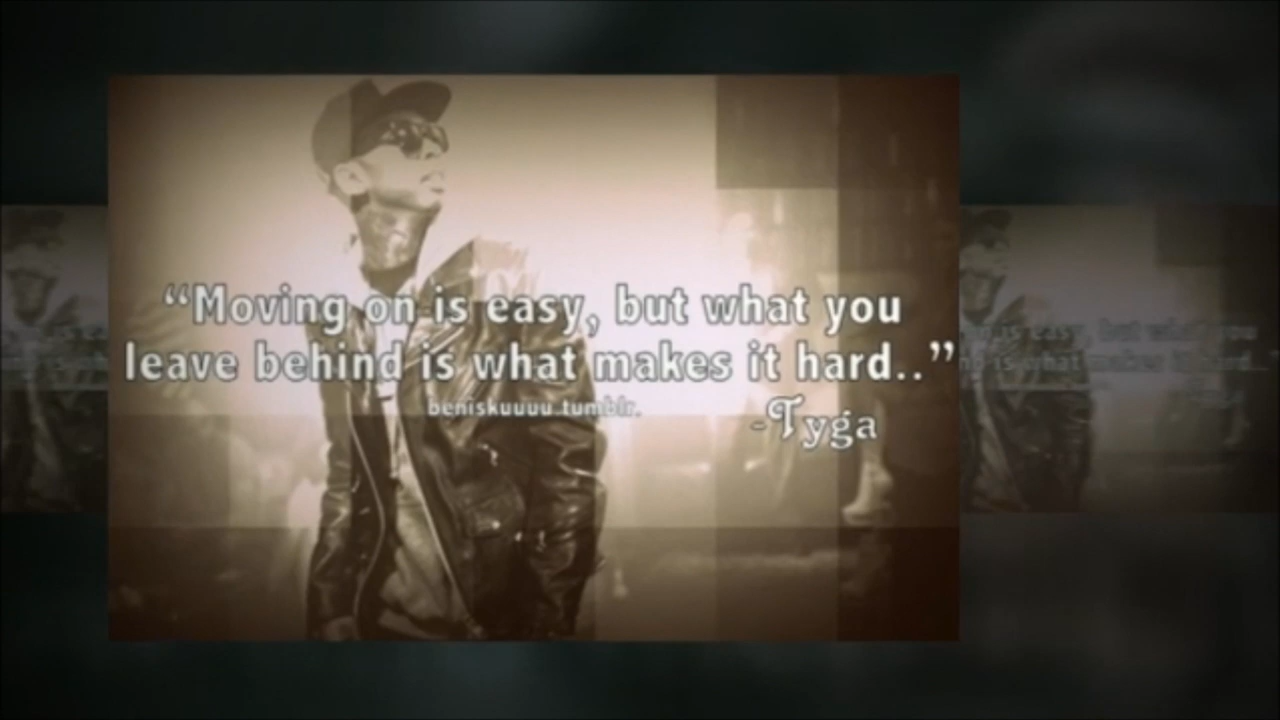 “Moving on is easy, but what you
leave behind is what makes it hard..”
beniskuuuu.tumblr.
-Tyga